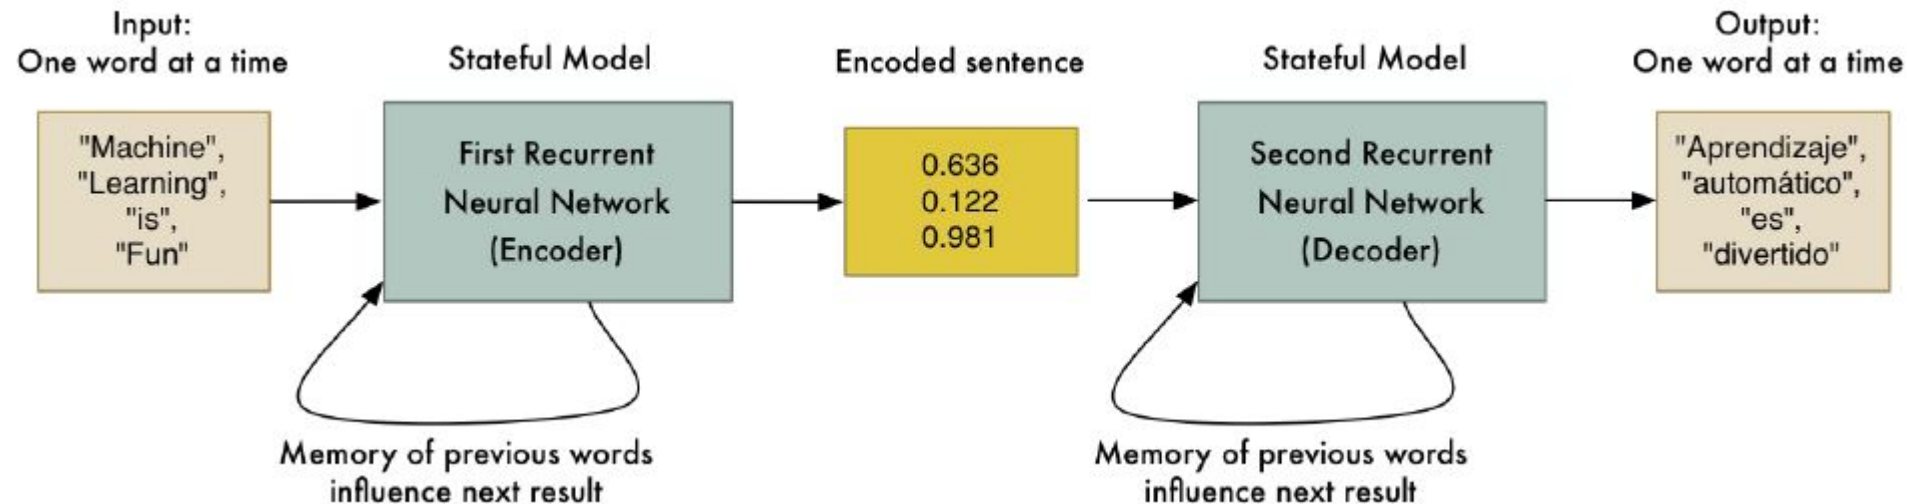 Input:
One word at a time
"Machine",
"Learning",
"is",
"Fun"
Stateful Model
First Recurrent
Neural Network
(Encoder)
Memory of previous words
influence next result
Encoded sentence
0.636
0.122
0.981
Stateful Model
Second Recurrent
Neural Network
(Decoder)
Memory of previous words
influence next result
Output:
One word at a time
"Aprendizaje",
"automático",
"es",
"divertido"